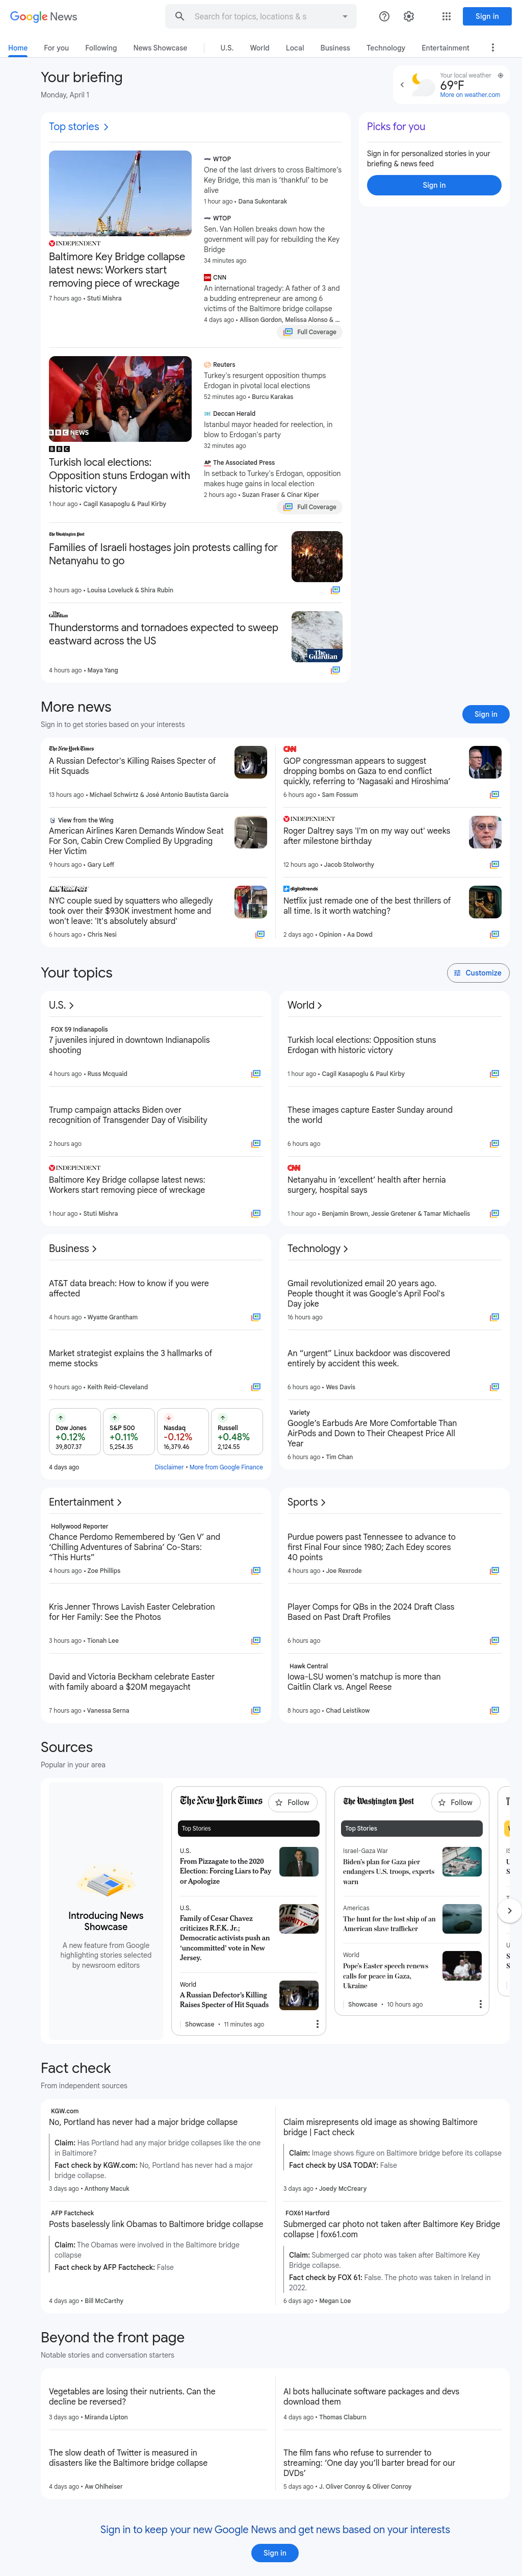 Google News
Search for topics, locations & s
Sign in
Home
For you
Following
News Showcase
U.S.
World
Local
Business
Technology
Entertainment
Your briefing
Monday, April 1
Your local weather
69°F
More on weather.com
Top stories
INDEPENDENT
Baltimore Key Bridge collapse
latest news: Workers start
removing piece of wreckage
7 hours ago • Stuti Mishra
WTOP
One of the last drivers to cross Baltimore's
Key Bridge, this man is 'thankful' to be
alive
1 hour ago • Dana Sukontarak
WTOP
Sen. Van Hollen breaks down how the
government will pay for rebuilding the Key
Bridge
34 minutes ago
CNN
An international tragedy: A father of 3 and
a budding entrepreneur are among 6
victims of the Baltimore bridge collapse
4 days ago • Allison Gordon, Melissa Alonso & ...
Full Coverage
Picks for you
Sign in for personalized stories in your
briefing & news feed
Sign in
BBC NEWS
BBC
Turkish local elections:
Opposition stuns Erdogan with
historic victory
1 hour ago • Cagil Kasapoglu & Paul Kirby
Reuters
Turkey's resurgent opposition thumps
Erdogan in pivotal local elections
52 minutes ago • Burcu Karakas
Deccan Herald
Istanbul mayor headed for reelection, in
blow to Erdogan's party
32 minutes ago
AP The Associated Press
In setback to Turkey's Erdogan, opposition
makes huge gains in local election
2 hours ago • Suzan Fraser & Cinar Kiper
Full Coverage
The Washington Post
Families of Israeli hostages join protests calling for
Netanyahu to go
3 hours ago • Louisa Loveluck & Shira Rubin
The Guardian
Thunderstorms and tornadoes expected to sweep
eastward across the US
The Guardian
4 hours ago • Maya Yang
More news
Sign in to get stories based on your interests
Sign in
The New York Times
A Russian Defector's Killing Raises Specter of
Hit Squads
13 hours ago • Michael Schwirtz & José Antonio Bautista García
CNN
GOP congressman appears to suggest
dropping bombs on Gaza to end conflict
quickly, referring to 'Nagasaki and Hiroshima'
6 hours ago • Sam Fossum
View from the Wing
American Airlines Karen Demands Window Seat
For Son, Cabin Crew Complied By Upgrading
Her Victim
9 hours ago • Gary Leff
INDEPENDENT
Roger Daltrey says 'I'm on my way out' weeks
after milestone birthday
12 hours ago • Jacob Stolworthy
NYC couple sued by squatters who allegedly
took over their $930K investment home and
won't leave: 'It's absolutely absurd'
6 hours ago • Chris Nesi
digitaltrends
Netflix just remade one of the best thrillers of
all time. Is it worth watching?
2 days ago • Opinion • Aa Dowd
Your topics
Customize
U.S.
FOX 59 Indianapolis
7 juveniles injured in downtown Indianapolis
shooting
4 hours ago • Russ Mcquaid
Trump campaign attacks Biden over
recognition of Transgender Day of Visibility
2 hours ago
INDEPENDENT
Baltimore Key Bridge collapse latest news:
Workers start removing piece of wreckage
1 hour ago • Stuti Mishra
World
Turkish local elections: Opposition stuns
Erdogan with historic victory
1 hour ago • Cagil Kasapoglu & Paul Kirby
These images capture Easter Sunday around
the world
6 hours ago
CNN
Netanyahu in 'excellent' health after hernia
surgery, hospital says
1 hour ago • Benjamin Brown, Jessie Gretener & Tamar Michaelis
Business
AT&T data breach: How to know if you were
affected
4 hours ago • Wyatte Grantham
Market strategist explains the 3 hallmarks of
meme stocks
9 hours ago • Keith Reid-Cleveland
Dow Jones
+0.12%
39,807.37
S&P 500
+0.11%
5,254.35
Nasdaq
-0.12%
16,379.46
Russell
+0.48%
2,124.55
4 days ago
Disclaimer • More from Google Finance
Technology
Gmail revolutionized email 20 years ago.
People thought it was Google's April Fool's
Day joke
16 hours ago
An "urgent" Linux backdoor was discovered
entirely by accident this week.
6 hours ago • Wes Davis
Variety
Google's Earbuds Are More Comfortable Than
AirPods and Down to Their Cheapest Price All
Year
6 hours ago • Tim Chan
Entertainment
Hollywood Reporter
Chance Perdomo Remembered by 'Gen V' and
'Chilling Adventures of Sabrina' Co-Stars:
"This Hurts"
4 hours ago • Zoe Phillips
Kris Jenner Throws Lavish Easter Celebration
for Her Family: See the Photos
3 hours ago • Tionah Lee
David and Victoria Beckham celebrate Easter
with family aboard a $20M megayacht
7 hours ago • Vanessa Serna
Sports
Purdue powers past Tennessee to advance to
first Final Four since 1980; Zach Edey scores
40 points
4 hours ago • Joe Rexrode
Player Comps for QBs in the 2024 Draft Class
Based on Past Draft Profiles
6 hours ago
Hawk Central
Iowa-LSU women's matchup is more than
Caitlin Clark vs. Angel Reese
8 hours ago • Chad Leistikow
Sources
Popular in your area
Introducing News
Showcase
A new feature from Google
highlighting stories selected
by newsroom editors
The New York Times
Follow
Top Stories
U.S.
From Pizzagate to the 2020
Election: Forcing Liars to Pay
or Apologize
U.S.
Family of Cesar Chavez
criticizes R.F.K. Jr.;
Democratic activists push an
'uncommitted' vote in New
Jersey.
World
A Russian Defector's Killing
Raises Specter of Hit Squads
Showcase • 11 minutes ago
The Washington Post
Follow
Top Stories
Israel-Gaza War
Biden's plan for Gaza pier
endangers U.S. troops, experts
warn
Americas
The hunt for the lost ship of an
American slave trafficker
World
Pope's Easter speech renews
calls for peace in Gaza,
Ukraine
Showcase • 10 hours ago
Fact check
From independent sources
KGW.com
No, Portland has never had a major bridge collapse
Claim: Has Portland had any major bridge collapses like the one
in Baltimore?
Fact check by KGW.com: No, Portland has never had a major
bridge collapse.
3 days ago • Anthony Macuk
Claim misrepresents old image as showing Baltimore
bridge | Fact check
Claim: Image shows figure on Baltimore bridge before its collapse
Fact check by USA TODAY: False
3 days ago • Joedy McCreary
AFP Factcheck
Posts baselessly link Obamas to Baltimore bridge collapse
Claim: The Obamas were involved in the Baltimore bridge
collapse
Fact check by AFP Factcheck: False
4 days ago • Bill McCarthy
FOX61 Hartford
Submerged car photo not taken after Baltimore Key Bridge
collapse | fox61.com
Claim: Submerged car photo was taken after Baltimore Key
Bridge collapse.
Fact check by FOX 61: False. The photo was taken in Ireland in
2022.
6 days ago • Megan Loe
Beyond the front page
Notable stories and conversation starters
Vegetables are losing their nutrients. Can the
decline be reversed?
3 days ago • Miranda Lipton
AI bots hallucinate software packages and devs
download them
4 days ago • Thomas Claburn
The slow death of Twitter is measured in
disasters like the Baltimore bridge collapse
4 days ago • Aw Ohlheiser
The film fans who refuse to surrender to
streaming: 'One day you'll barter bread for our
DVDs'
5 days ago • J. Oliver Conroy & Oliver Conroy
Sign in to keep your new Google News and get news based on your interests
Sign in